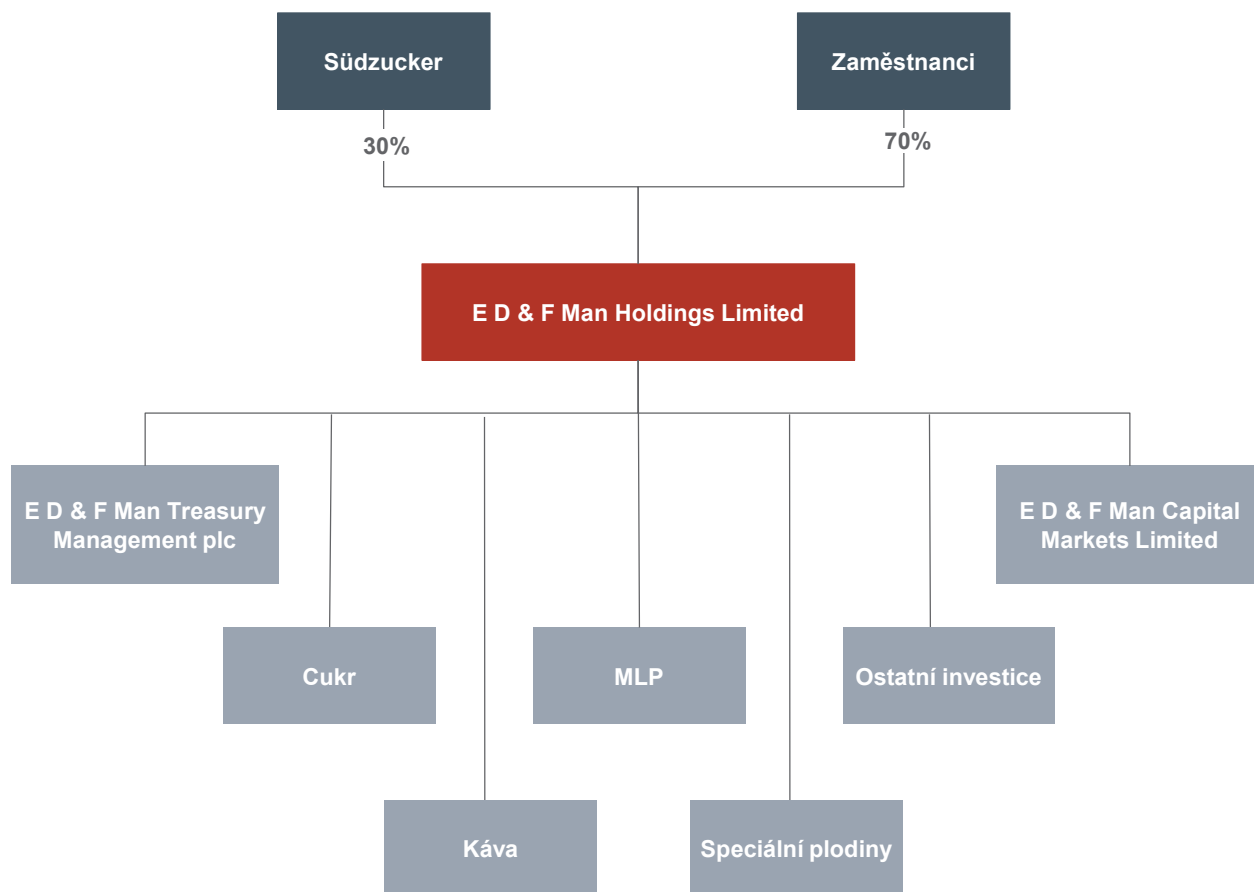 Südzucker
Zaměstnanci
30%
70%
E D & F Man Holdings Limited
E D & F Man Treasury
Management plc
E D & F Man Capital
Markets Limited
Cukr
MLP
Ostatní investice
Káva
Speciální plodiny